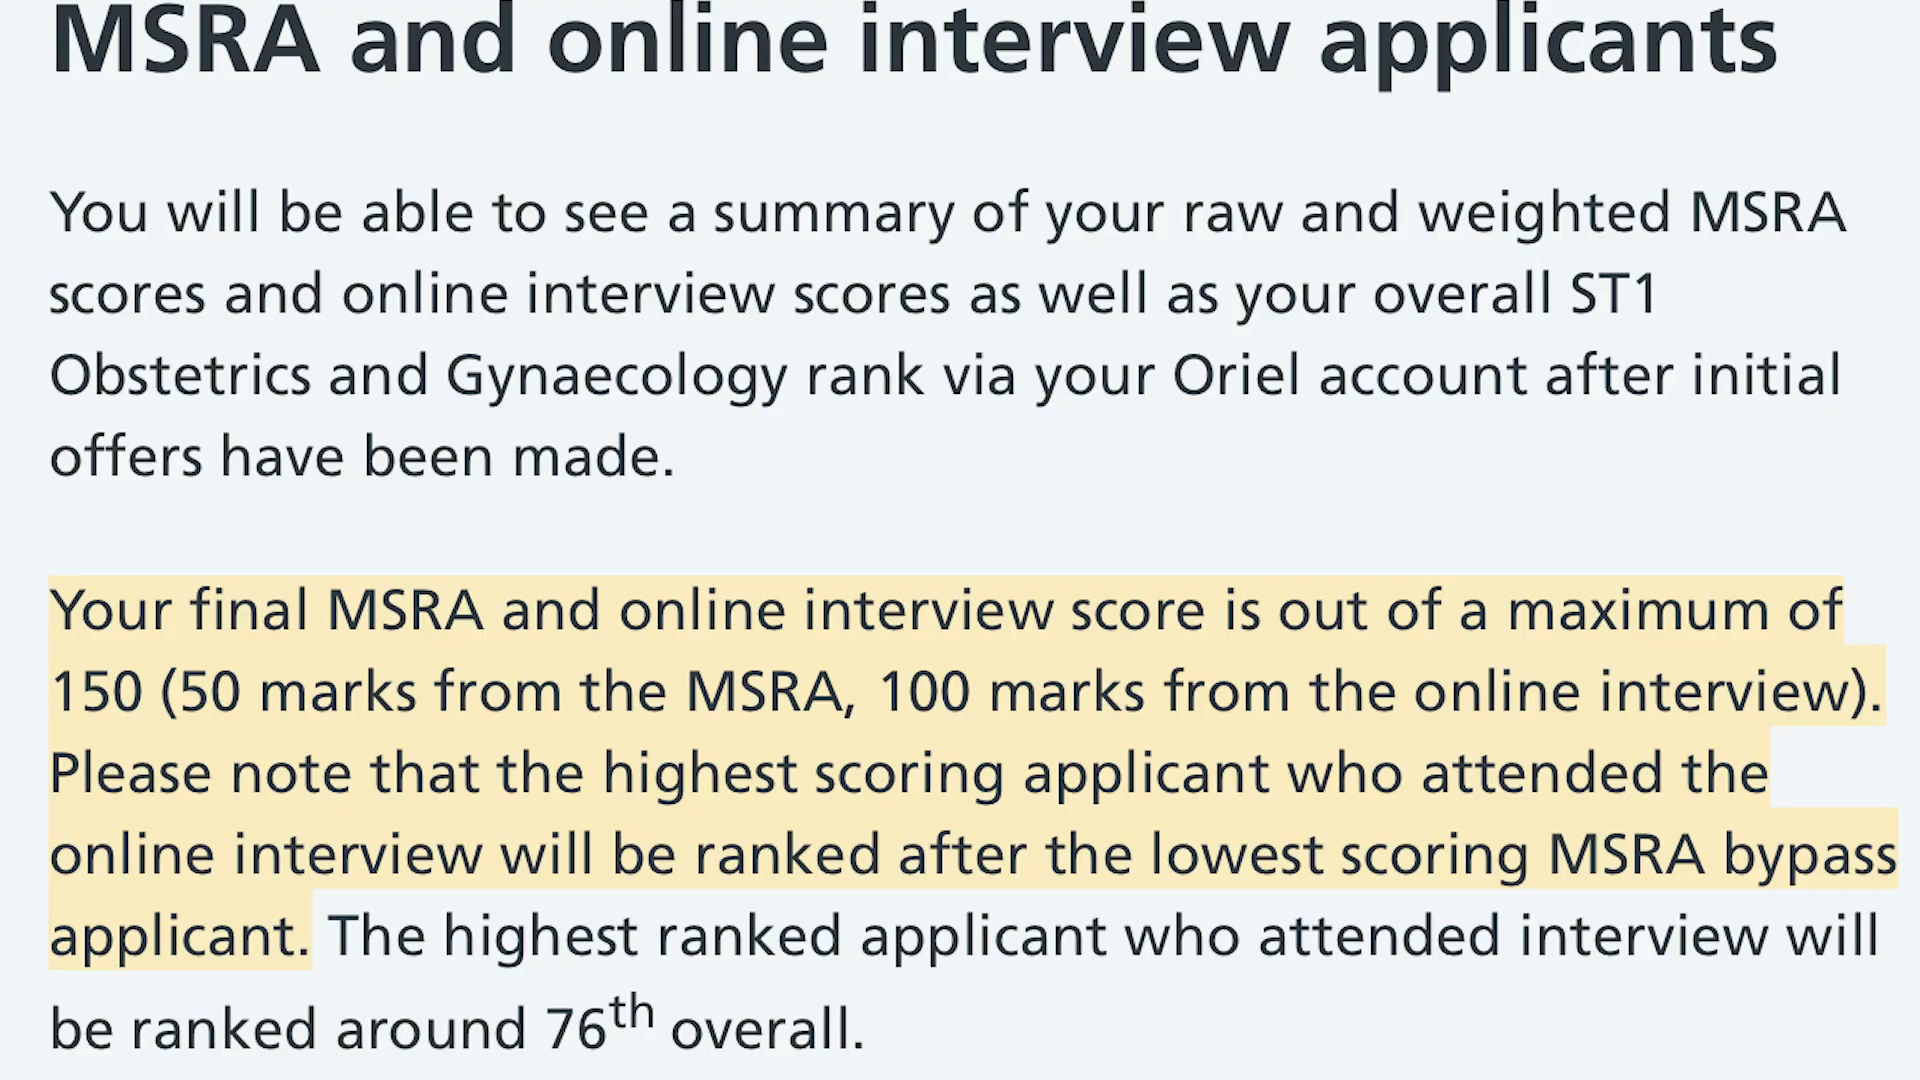 MSRA and online interview applicants
You will be able to see a summary of your raw and weighted MSRA
scores and online interview scores as well as your overall ST1
Obstetrics and Gynaecology rank via your Oriel account after initial
offers have been made.
Your final MSRA and online interview score is out of a maximum of
150 (50 marks from the MSRA, 100 marks from the online interview).
Please note that the highest scoring applicant who attended the
online interview will be ranked after the lowest scoring MSRA bypass
applicant. The highest ranked applicant who attended interview will
be ranked around 76th overall.